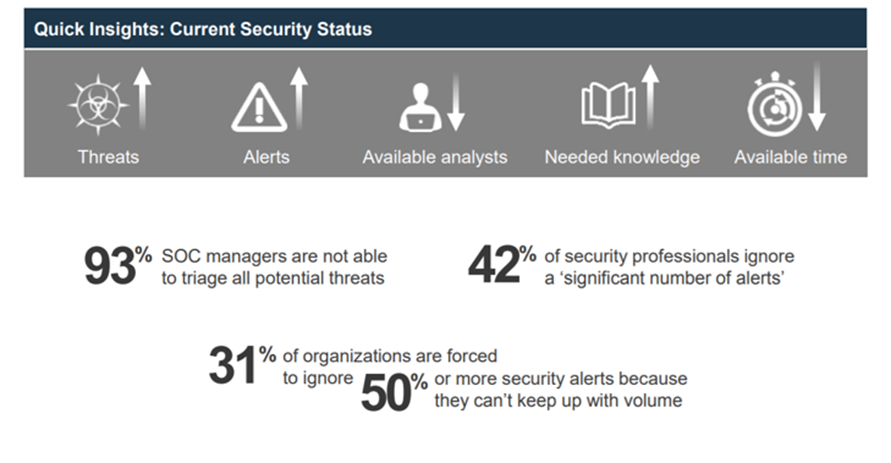 Quick Insights: Current Security Status
Threats
Alerts
Available analysts
Needed knowledge
Available time
93% SOC managers are not able
to triage all potential threats
42% of security professionals ignore
a ‘significant number of alerts’
31% of organizations are forced
to ignore 50% or more security alerts because
they can’t keep up with volume